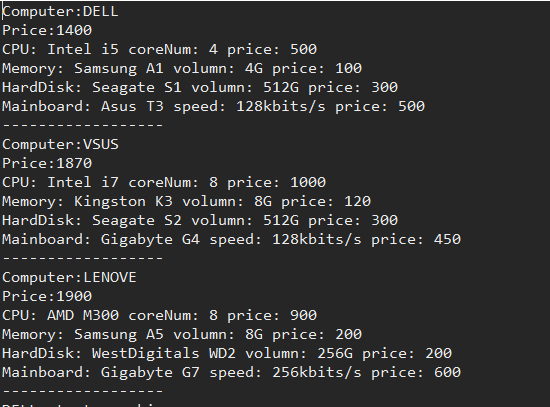 Computer:DELL
Price:1400
CPU: Intel i5 coreNum: 4 price: 500
Memory: Samsung A1 volumn: 4G price: 100
HardDisk: Seagate S1 volumn: 512G price: 300
Mainboard: Asus T3 speed: 128kbits/s price: 500
------------------
Computer:VSUS
Price:1870
CPU: Intel i7 coreNum: 8 price: 1000
Memory: Kingston K3 volumn: 8G price: 120
HardDisk: Seagate S2 volumn: 512G price: 300
Mainboard: Gigabyte G4 speed: 128kbits/s price: 450
------------------
Computer:LENOVE
Price:1900
CPU: AMD M300 coreNum: 8 price: 900
Memory: Samsung A5 volumn: 8G price: 200
HardDisk: WestDigitals WD2 volumn: 256G price: 200
Mainboard: Gigabyte G7 speed: 256kbits/s price: 600
------------------